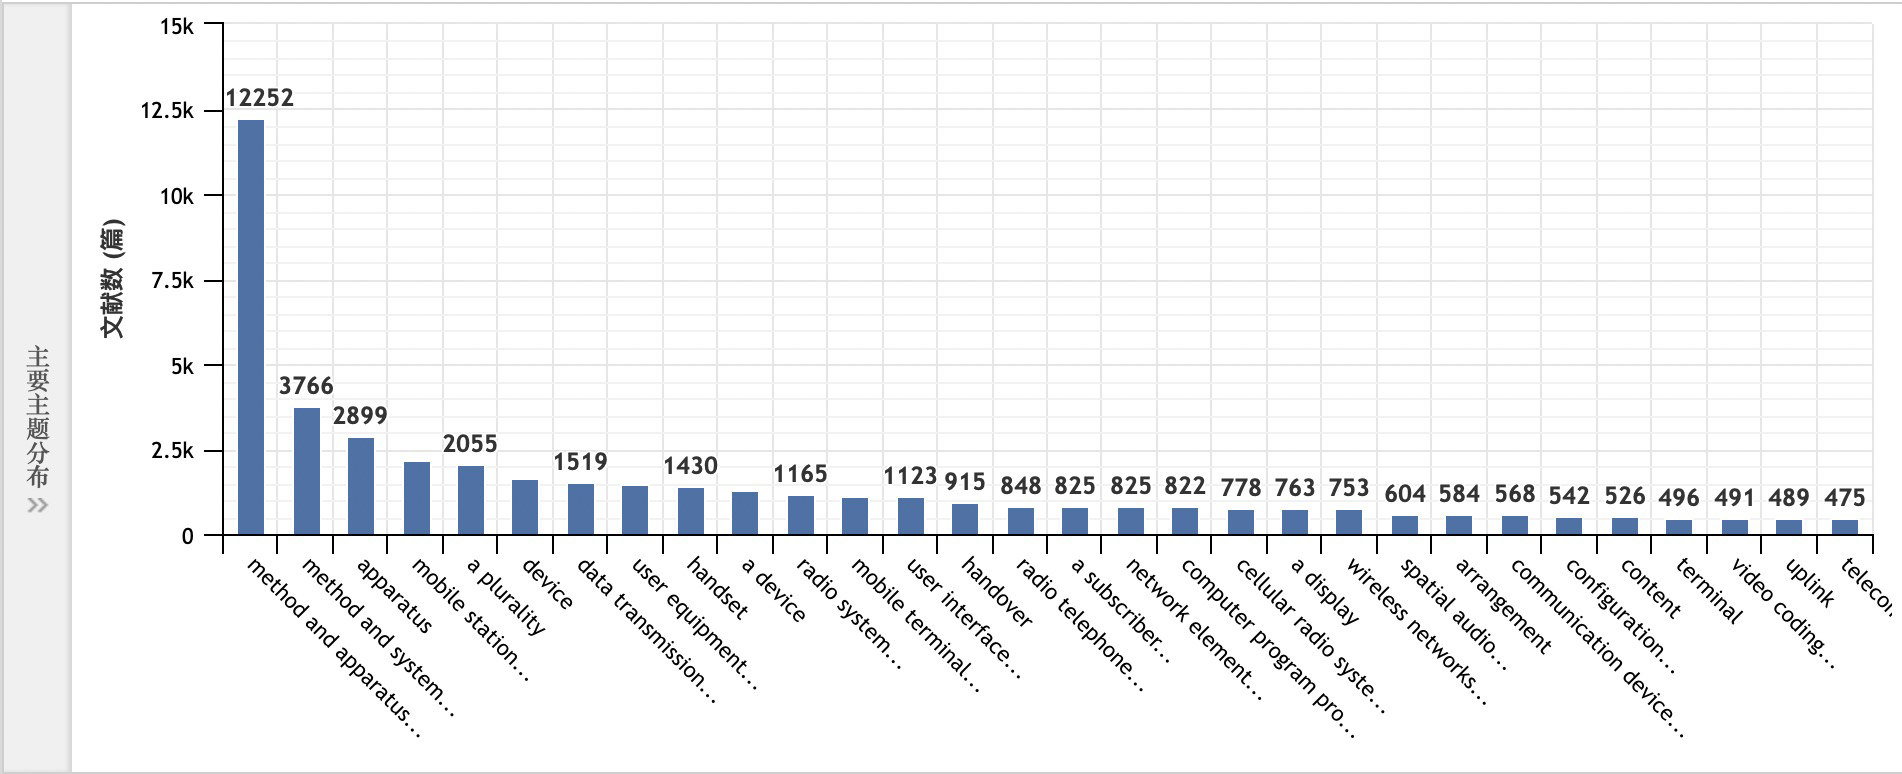 主要主题分布
文献数 (篇)
15k
12.5k
10k
7.5k
5k
2.5k
0
12252
3766
2899
2055
1519
1430
1165
1123
915
848
825
825
822
778
763
753
604
584
568
542
526
496
491
489
475
method and apparatus...
method and system...
apparatus
mobile station...
a plurality
device
data transmission...
user equipment...
handset
a device
radio system...
mobile terminal...
user interface...
handover
radio telephone...
a subscriber...
network element...
computer program pro...
cellular radio syste...
a display
wireless networks...
spatial audio...
arrangement
communication device...
configuration...
content
terminal
video coding...
uplink
teleco